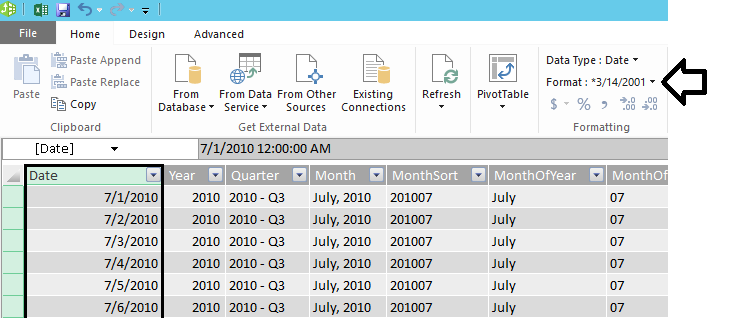 File Home Design Advanced
Paste
Paste Append
Paste Replace
Copy
Clipboard
From Database
From Data Service
From Other Sources
Existing Connections
Get External Data
Refresh
PivotTable
Data Type : Date
Format : *3/14/2001
$ % , .0 .00 .00 .0
Formatting
[Date] 7/1/2010 12:00:00 AM
Date Year Quarter Month MonthSort MonthOfYear MonthOf
7/1/2010 2010 2010 - Q3 July, 2010 201007 July 07
7/2/2010 2010 2010 - Q3 July, 2010 201007 July 07
7/3/2010 2010 2010 - Q3 July, 2010 201007 July 07
7/4/2010 2010 2010 - Q3 July, 2010 201007 July 07
7/5/2010 2010 2010 - Q3 July, 2010 201007 July 07
7/6/2010 2010 2010 - Q3 July, 2010 201007 July 07